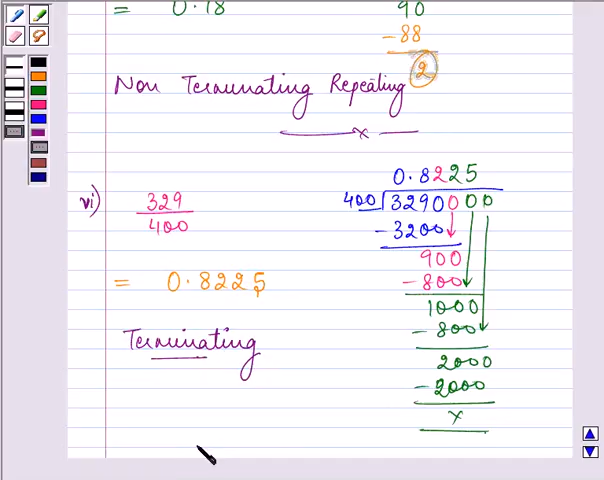 = 0.18
90
-88
2
Non Terminating Repeating
x
vi) 329/400
= 0.8225
Terminating
0.8225
400 3290000
-3200
900
-800
1000
-800
2000
-2000
x